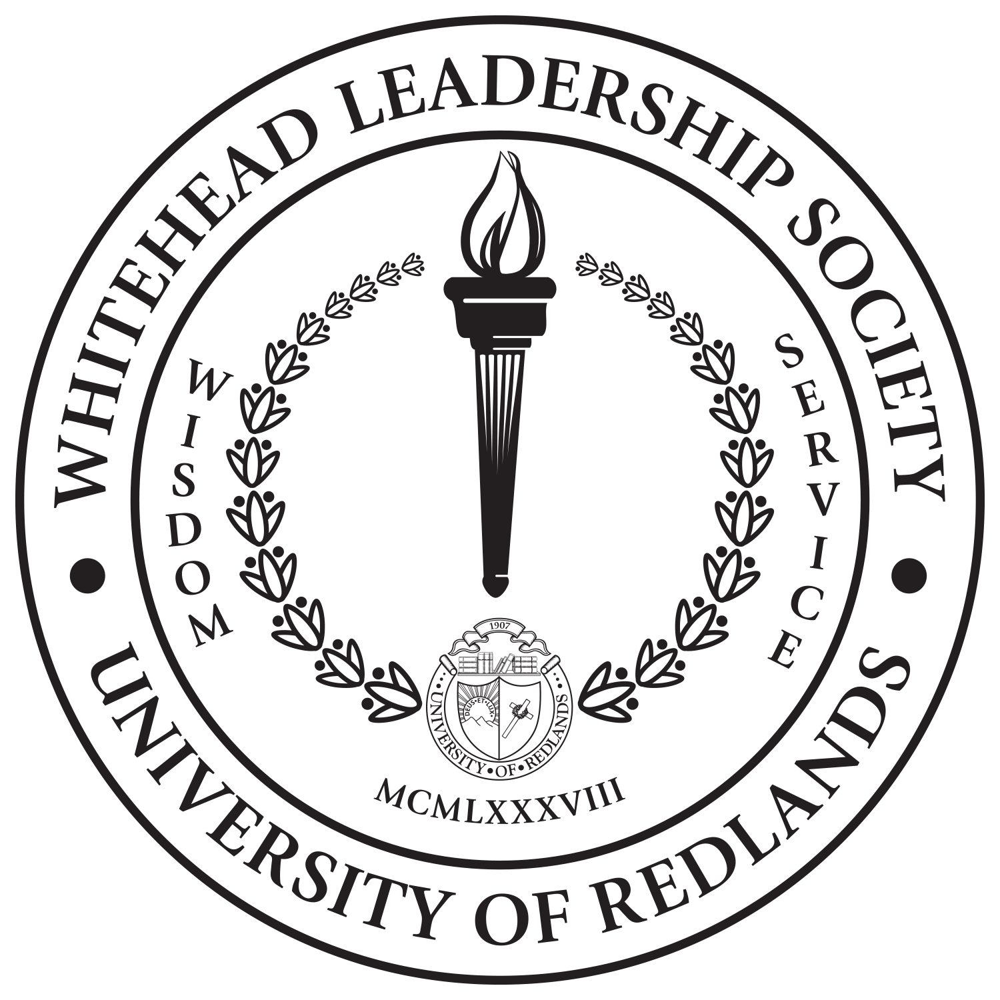 WHITEHEAD LEADERSHIP SOCIETY
WISDOM
SERVICE
1907
DEUS•ET•LUX•
UNIVERSITY•OF•REDLANDS
MCMLXXXVIII
UNIVERSITY OF REDLANDS